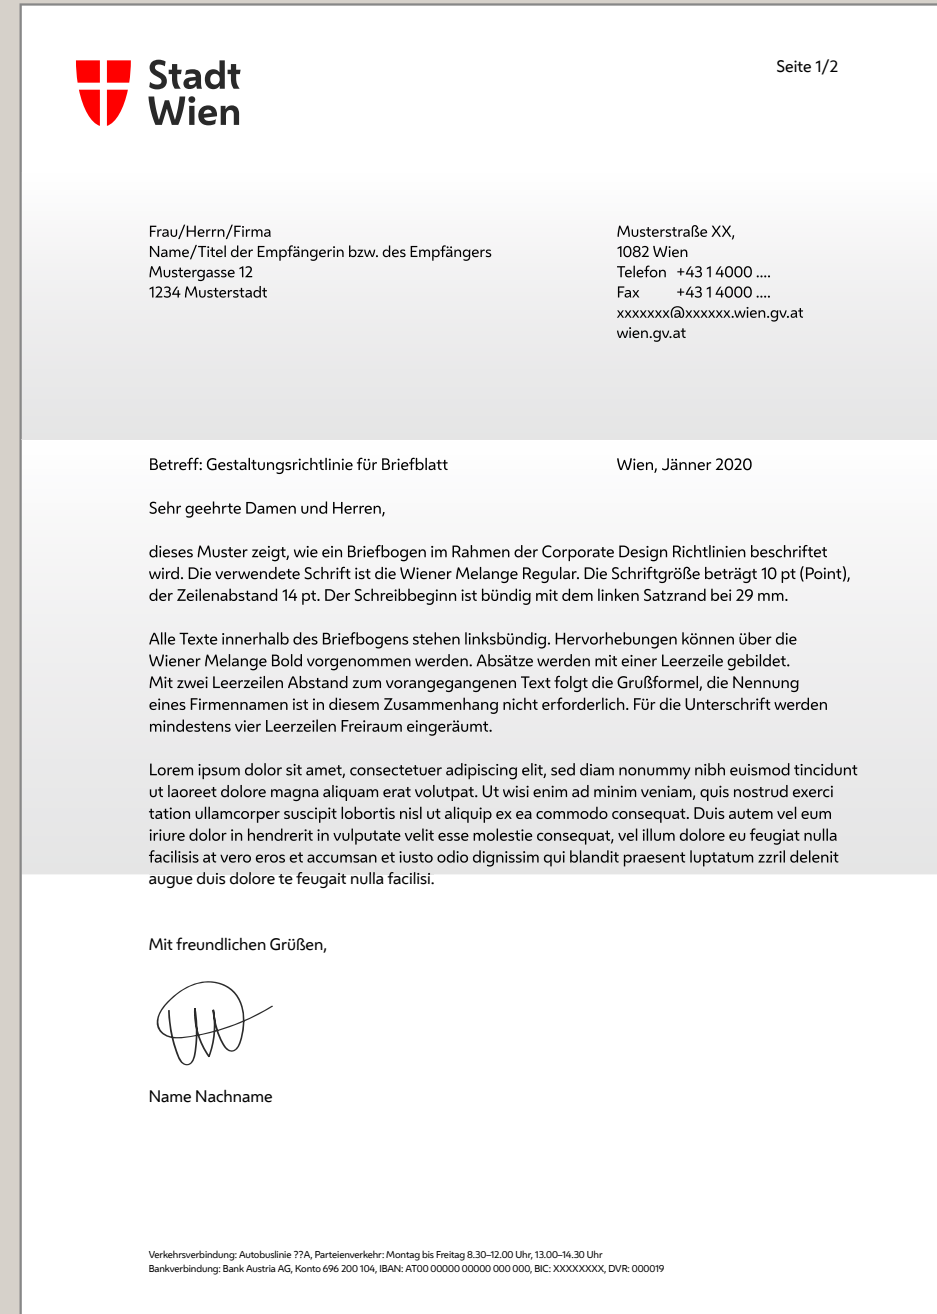 Stadt
Wien
Seite 1/2
Frau/Herrn/Firma
Name/Titel der Empfängerin bzw. des Empfängers
Mustergasse 12
1234 Musterstadt
Musterstraße XX,
1082 Wien
Telefon +43 1 4000 ....
Fax +43 1 4000 ....
xxxxxxx@xxxxxx.wien.gv.at
wien.gv.at
Betreff: Gestaltungsrichtlinie für Briefblatt
Wien, Jänner 2020
Sehr geehrte Damen und Herren,
dieses Muster zeigt, wie ein Briefbogen im Rahmen der Corporate Design Richtlinien beschriftet
wird. Die verwendete Schrift ist die Wiener Melange Regular. Die Schriftgröße beträgt 10 pt (Point),
der Zeilenabstand 14 pt. Der Schreibbeginn ist bündig mit dem linken Satzrand bei 29 mm.
Alle Texte innerhalb des Briefbogens stehen linksbündig. Hervorhebungen können über die
Wiener Melange Bold vorgenommen werden. Absätze werden mit einer Leerzeile gebildet.
Mit zwei Leerzeilen Abstand zum vorangegangenen Text folgt die Grußformel, die Nennung
eines Firmennamen ist in diesem Zusammenhang nicht erforderlich. Für die Unterschrift werden
mindestens vier Leerzeilen Freiraum eingeräumt.
Lorem ipsum dolor sit amet, consectetuer adipiscing elit, sed diam nonummy nibh euismod tincidunt
ut laoreet dolore magna aliquam erat volutpat. Ut wisi enim ad minim veniam, quis nostrud exerci
tation ullamcorper suscipit lobortis nisl ut aliquip ex ea commodo consequat. Duis autem vel eum
iriure dolor in hendrerit in vulputate velit esse molestie consequat, vel illum dolore eu feugiat nulla
facilisis at vero eros et accumsan et iusto odio dignissim qui blandit praesent luptatum zzril delenit
augue duis dolore te feugait nulla facilisi.
Mit freundlichen Grüßen,
Name Nachname
Verkehrsverbindung: Autobuslinie ??A, Parteienverkehr: Montag bis Freitag 8.30–12.00 Uhr, 13.00–14.30 Uhr
Bankverbindung: Bank Austria AG, Konto 696 200 104, IBAN: AT00 00000 00000 000 000, BIC: XXXXXXXX, DVR: 000019